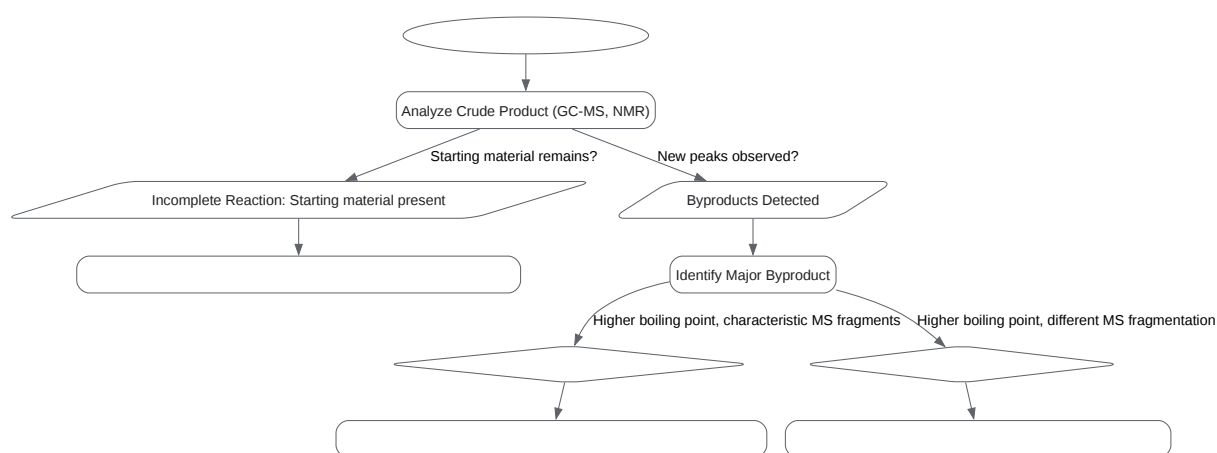 Analyze Crude Product (GC-MS, NMR)
Starting material remains?
New peaks observed?
Incomplete Reaction: Starting material present
Byproducts Detected
Identify Major Byproduct
Higher boiling point, characteristic MS fragments
Higher boiling point, different MS fragmentation